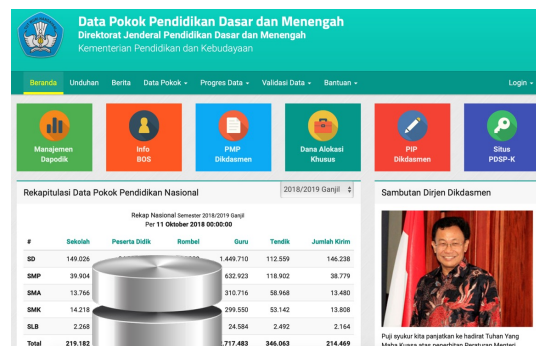 Data Pokok Pendidikan Dasar dan Menengah
Direktorat Jenderal Pendidikan Dasar dan Menengah
Kementerian Pendidikan dan Kebudayaan
Beranda Unduhan Berita Data Pokok Progres Data Validasi Data Bantuan Login
Manajemen
Dapodik
Info
BOS
PMP
Dikdasmen
Dana Alokasi
Khusus
PIP
Dikdasmen
Situs
PDSP-K
Rekapitulasi Data Pokok Pendidikan Nasional
2018/2019 Ganjil
Rekap Nasional Semester 2018/2019 Ganjil
Per 11 Oktober 2018 00:00:00
# Sekolah Peserta Didik Rombel Guru Tendik Jumlah Kirim
SD 149.026 1.449.710 112.559 146.238
SMP 39.904 632.923 118.902 38.779
SMA 13.766 310.716 58.968 13.480
SMK 14.218 299.550 53.142 13.808
SLB 2.268 24.584 2.492 2.164
Total 219.182 .717.483 346.063 214.469
Sambutan Dirjen Dikdasmen
Puji syukur kita panjatkan ke hadirat Tuhan Yang
Maha Kuasa atas penerbitan Peraturan Menteri